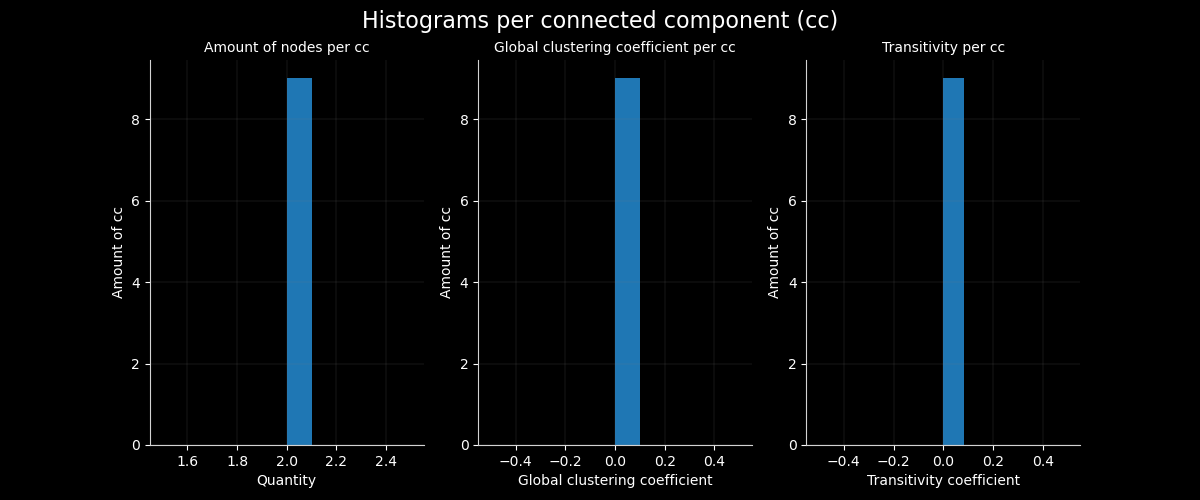 Histograms per connected component (cc)
Amount of nodes per cc
Amount of cc
8
6
4
2
0
1.6 1.8 2.0 2.2 2.4
Quantity
Global clustering coefficient per cc
Amount of cc
8
6
4
2
0
−0.4 −0.2 0.0 0.2 0.4
Global clustering coefficient
Transitivity per cc
Amount of cc
8
6
4
2
0
−0.4 −0.2 0.0 0.2 0.4
Transitivity coefficient